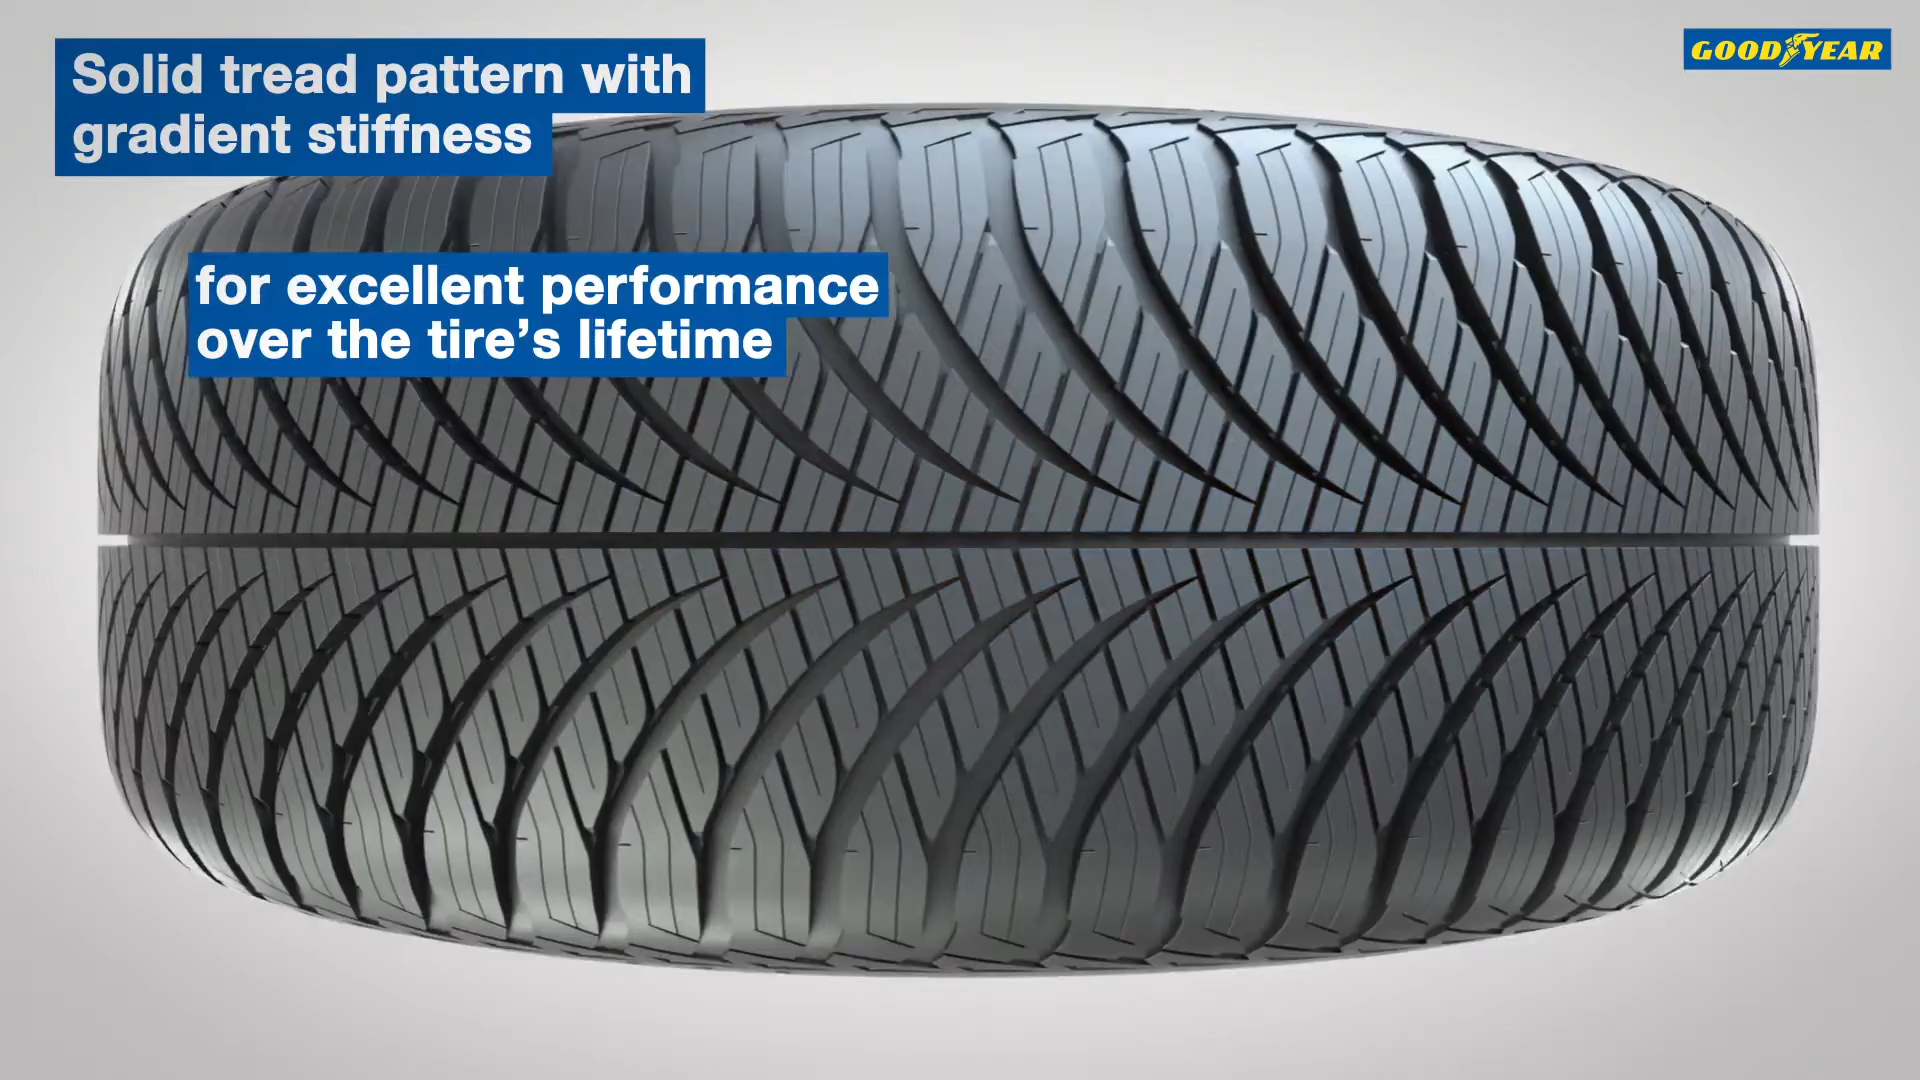 Solid tread pattern with
gradient stiffness
GOODYEAR
for excellent performance
over the tire’s lifetime